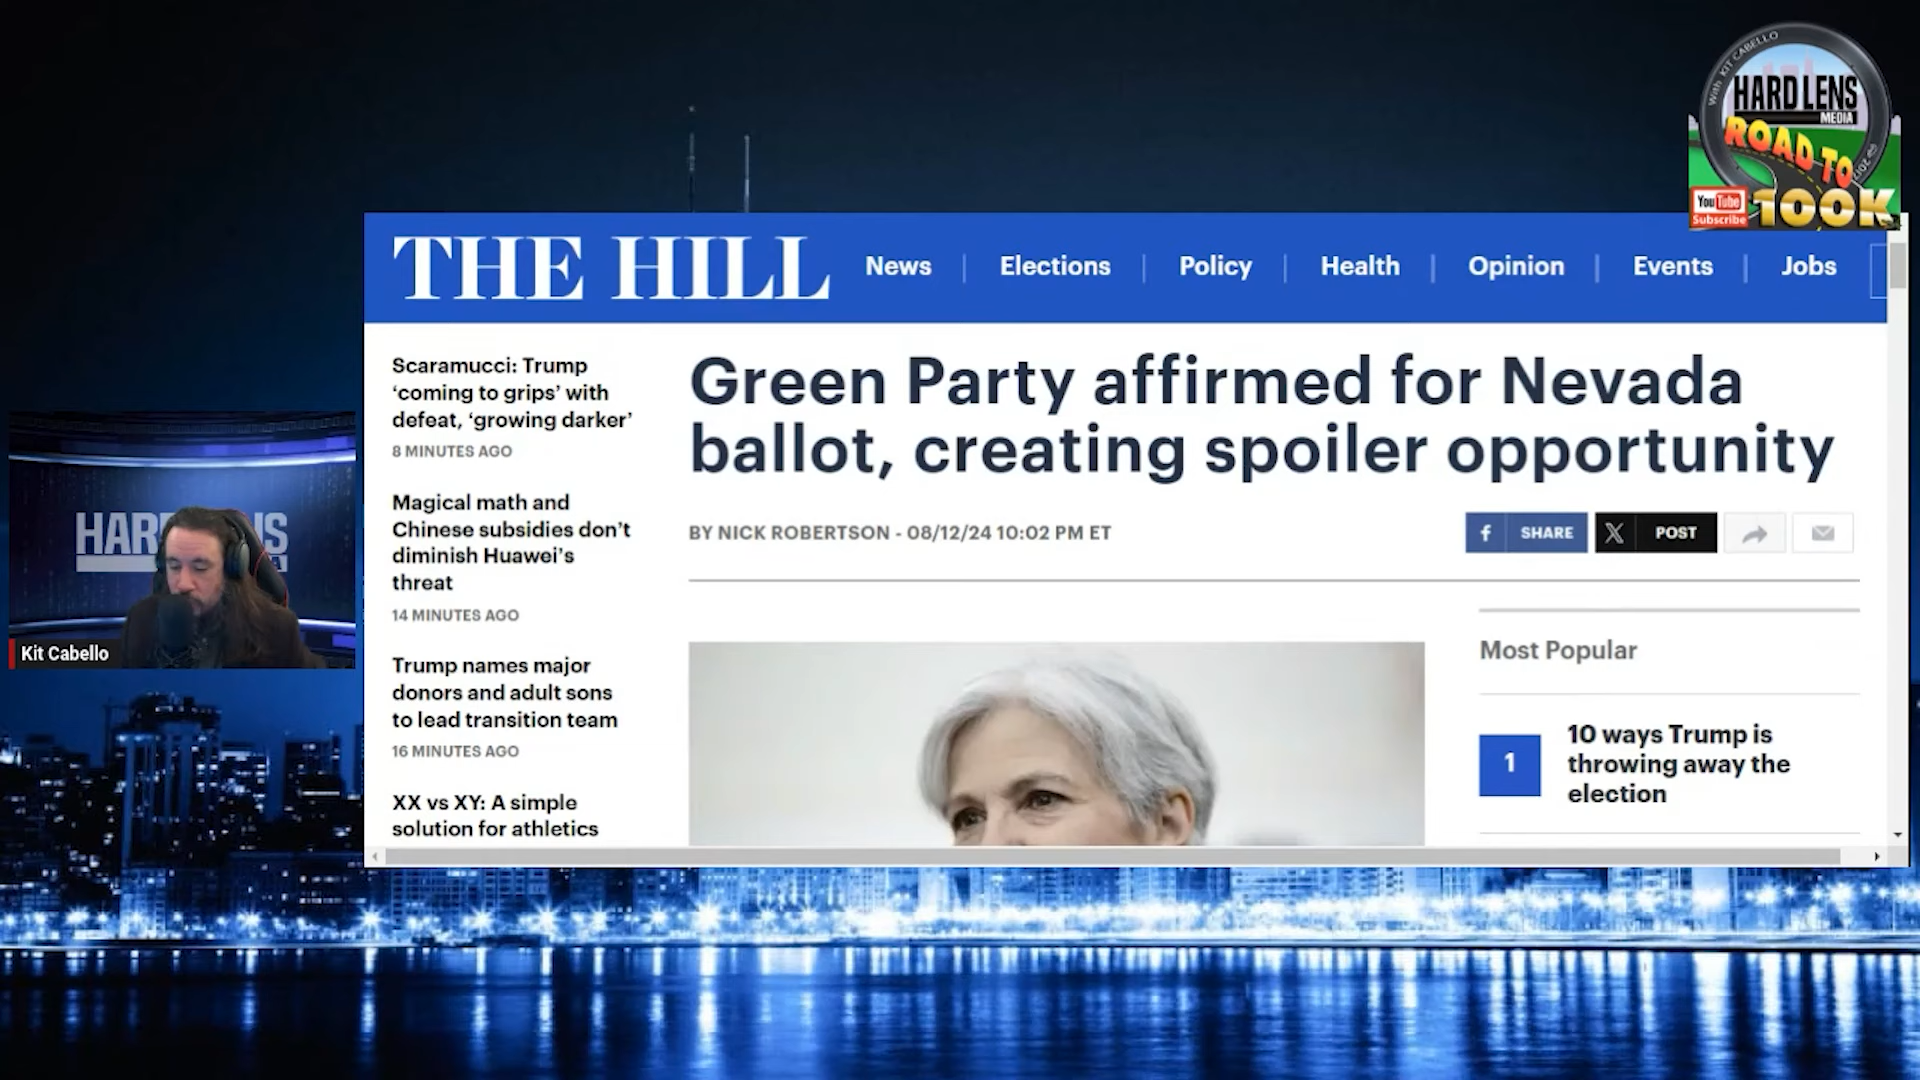 With KIT CABELLO
HARD LENS
MEDIA
ROAD TO
YouTube
Subscribe
100K
THE HILL
News
Elections
Policy
Health
Opinion
Events
Jobs
Scaramucci: Trump
‘coming to grips’ with
defeat, ‘growing darker’
8 MINUTES AGO
Magical math and
Chinese subsidies don’t
diminish Huawei’s
threat
14 MINUTES AGO
Trump names major
donors and adult sons
to lead transition team
16 MINUTES AGO
XX vs XY: A simple
solution for athletics
Green Party affirmed for Nevada
ballot, creating spoiler opportunity
BY NICK ROBERTSON - 08/12/24 10:02 PM ET
SHARE
POST
Most Popular
1
10 ways Trump is
throwing away the
election
Kit Cabello